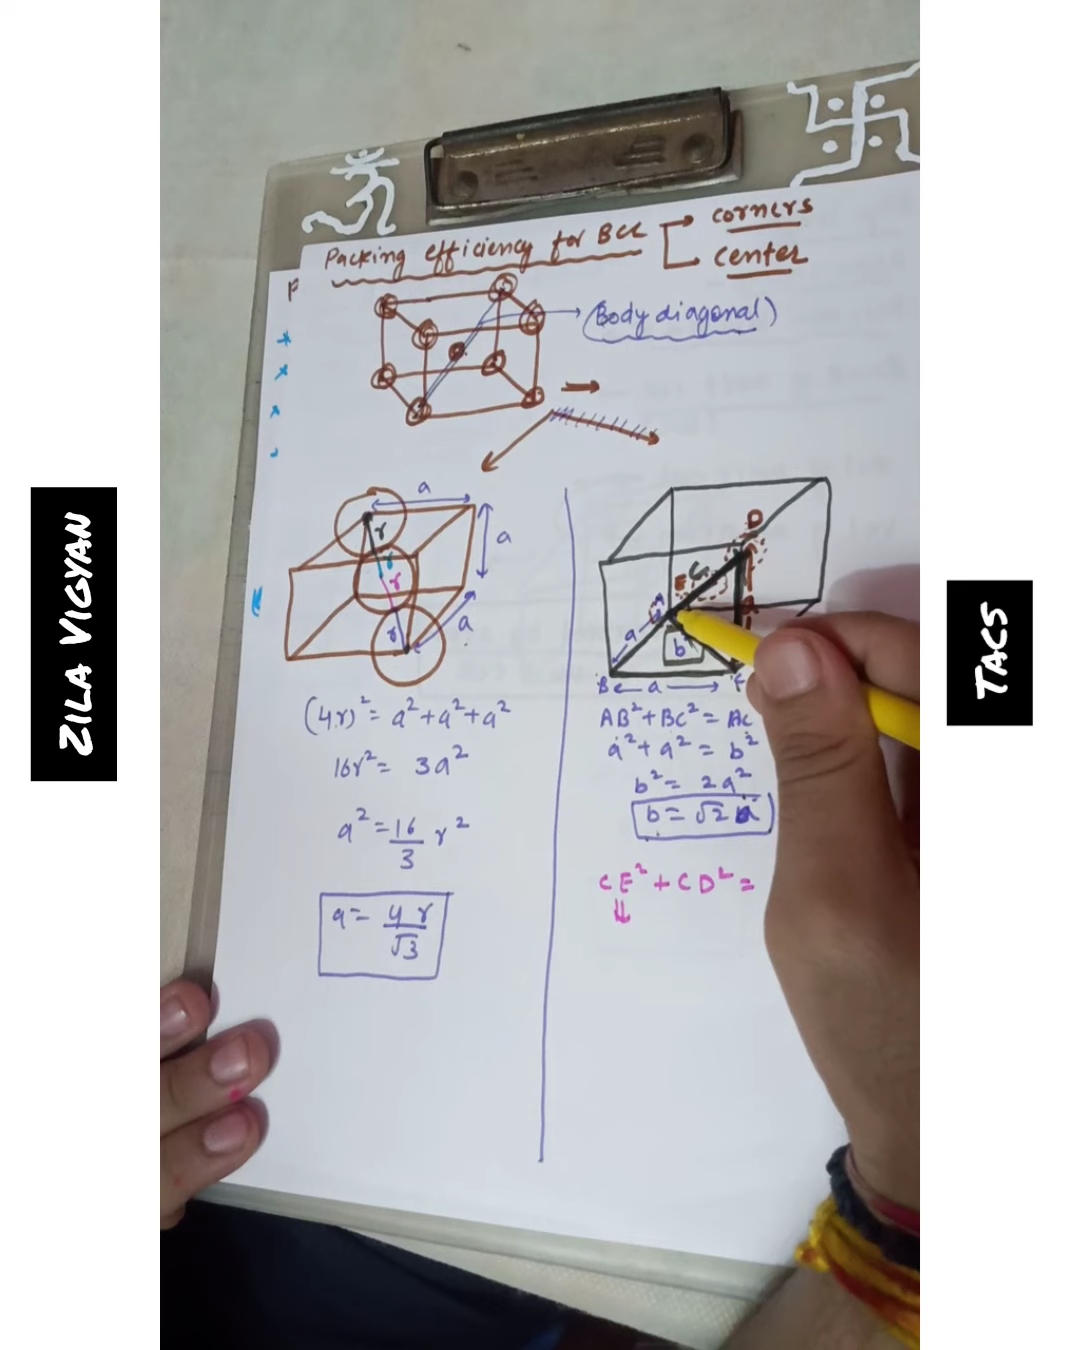 ZILA VIGYAN
TACS
ॐ
Packing efficiency for BCC
corners
center
P
(Body diagonal)
a
a
a
r
r
r
(4r)² = a²+a²+a²
16r² = 3a²
a² = 16/3 r²
a = 4r/√3
D
E
C
A
a
b
B ← a →
AB²+BC² = AC
a²+a² = b²
b² = 2a²
b = √2 a
CE²+CD² =
⇓